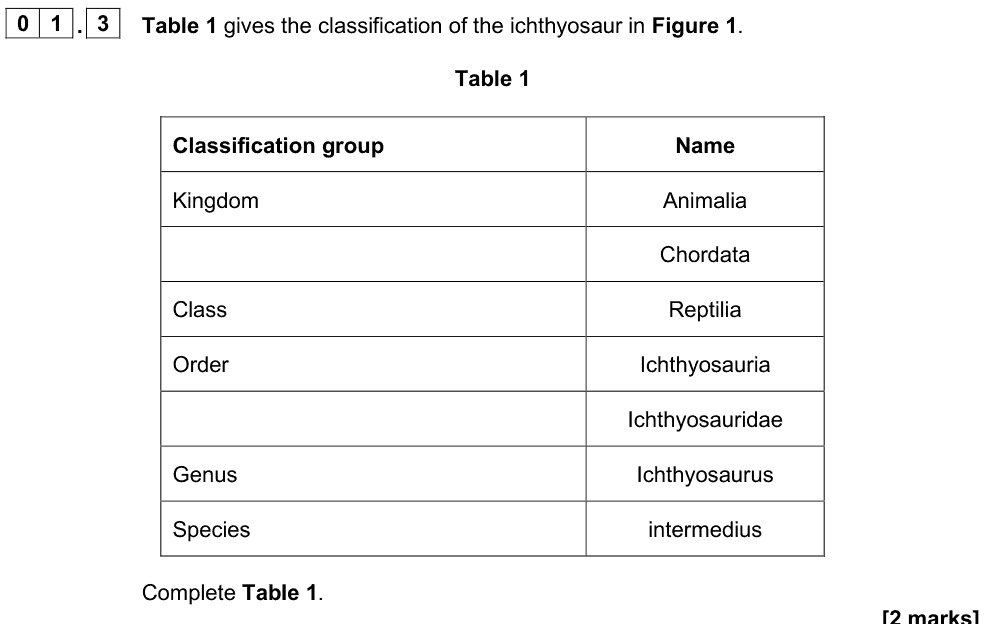 0 1 . 3 Table 1 gives the classification of the ichthyosaur in Figure 1.
Table 1
Classification group Name
Kingdom Animalia
Chordata
Class Reptilia
Order Ichthyosauria
Ichthyosauridae
Genus Ichthyosaurus
Species intermedius
Complete Table 1.
[2 marks]